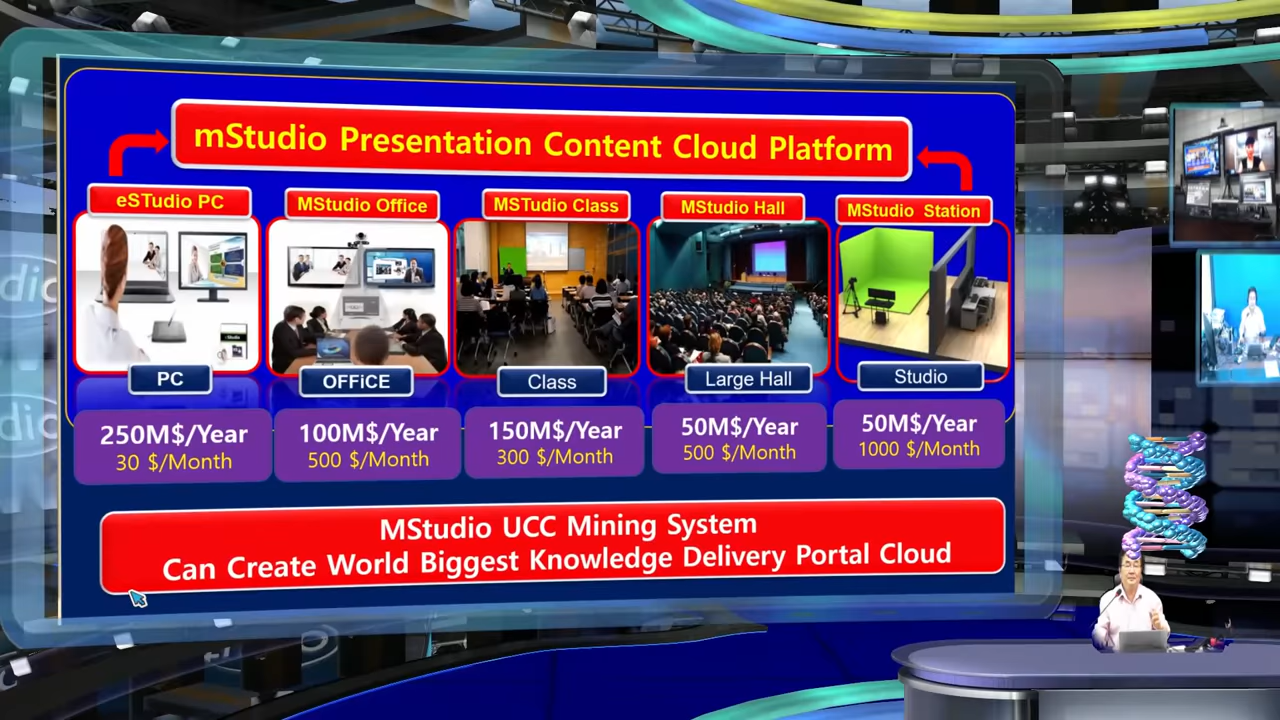 mStudio Presentation Content Cloud Platform
eSTudio PC
MStudio Office
MSTudio Class
MStudio Hall
MStudio Station
PC
OFFiCE
Class
Large Hall
Studio
250M$/Year
30 $/Month
100M$/Year
500 $/Month
150M$/Year
300 $/Month
50M$/Year
500 $/Month
50M$/Year
1000 $/Month
MStudio UCC Mining System
Can Create World Biggest Knowledge Delivery Portal Cloud